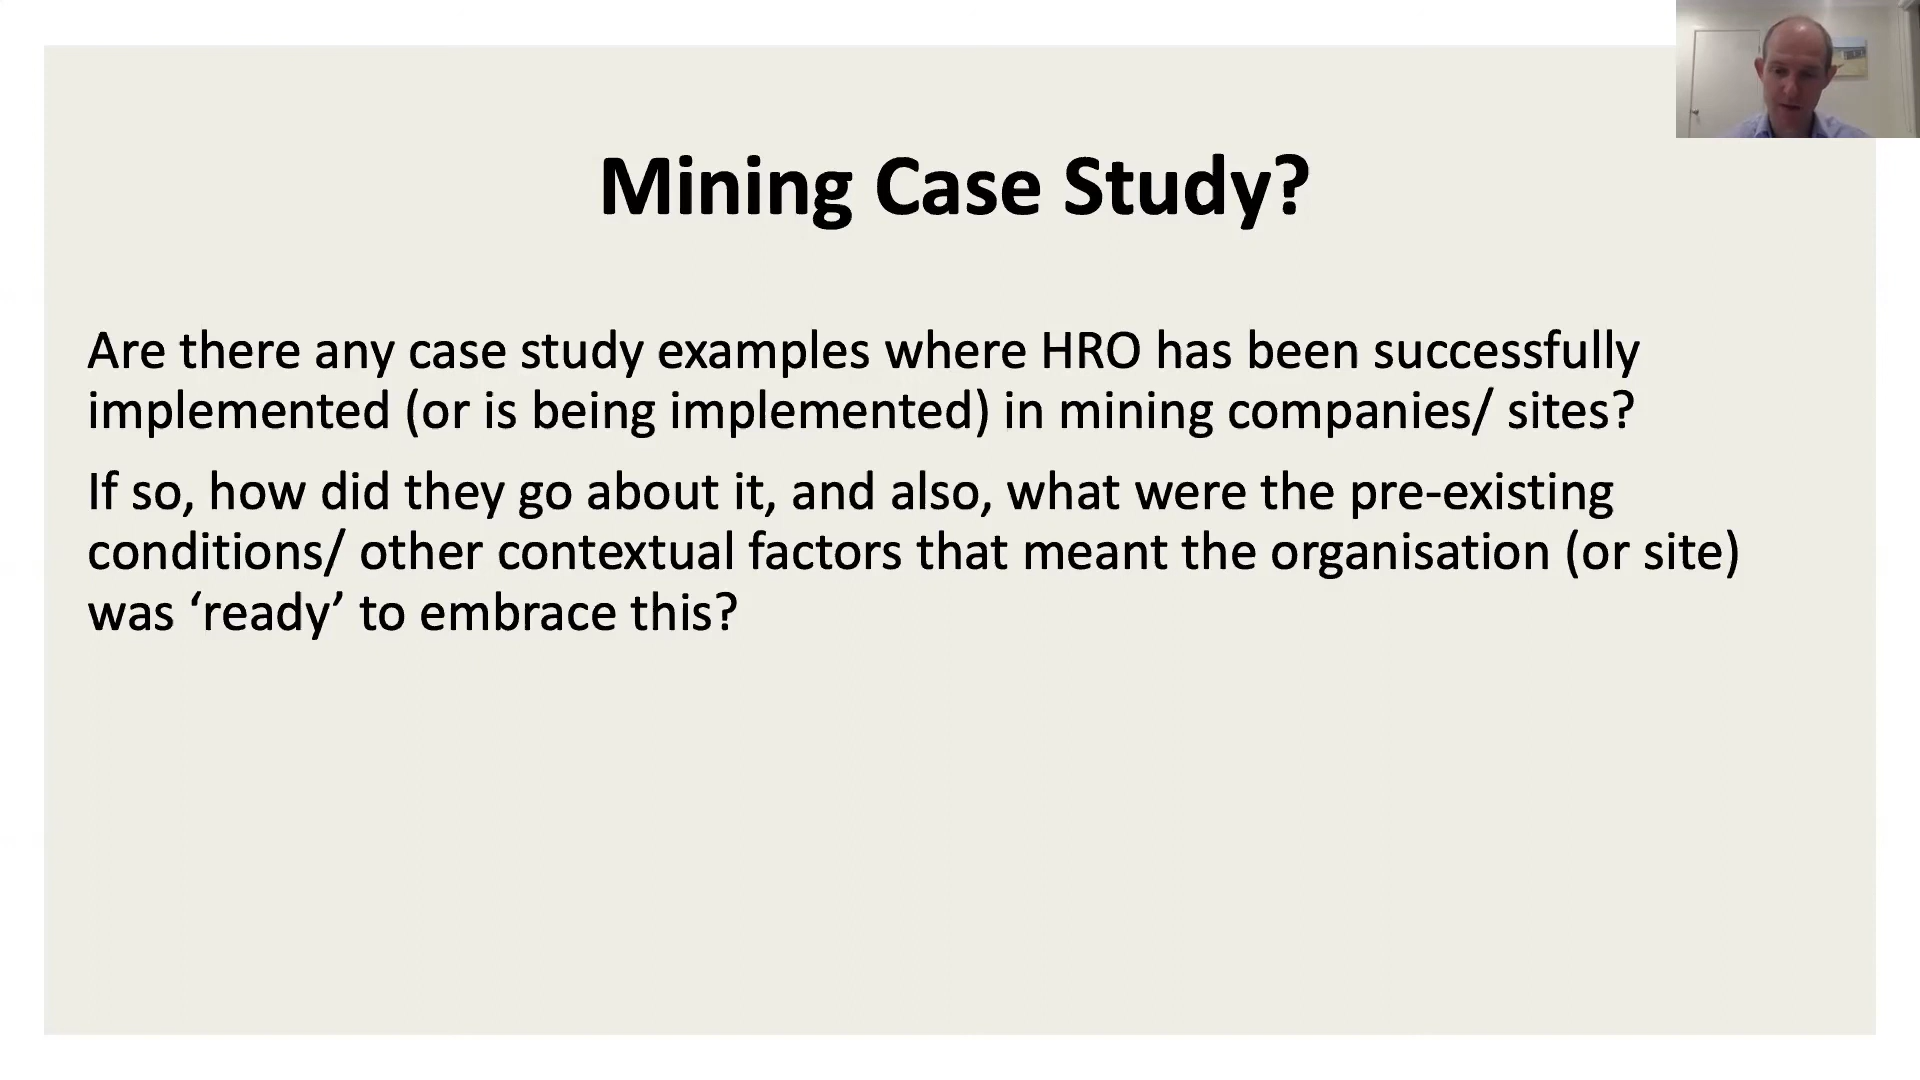 Mining Case Study?
Are there any case study examples where HRO has been successfully
implemented (or is being implemented) in mining companies/ sites?
If so, how did they go about it, and also, what were the pre-existing
conditions/ other contextual factors that meant the organisation (or site)
was ‘ready’ to embrace this?